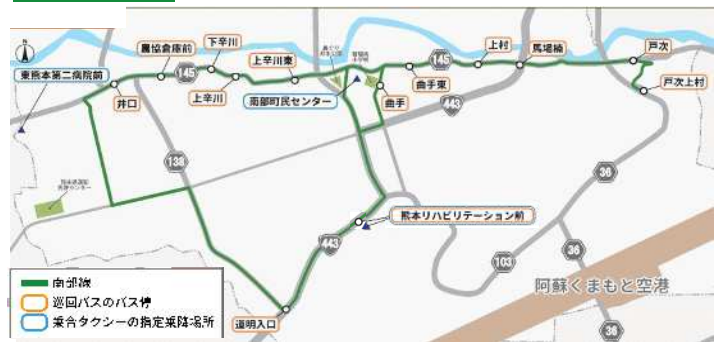 下辛川
農協倉庫前
上辛川東
145
上村
馬場楠
戸次
東熊本第二病院前
145
上辛川
南部町民センター
曲手東
曲手
戸次上村
井口
443
138
36
熊本リハビリテーション前
443
103
36
阿蘇くまもと空港
36
道明入口
南部線
巡回バスのバス停
乗合タクシーの指定乗降場所